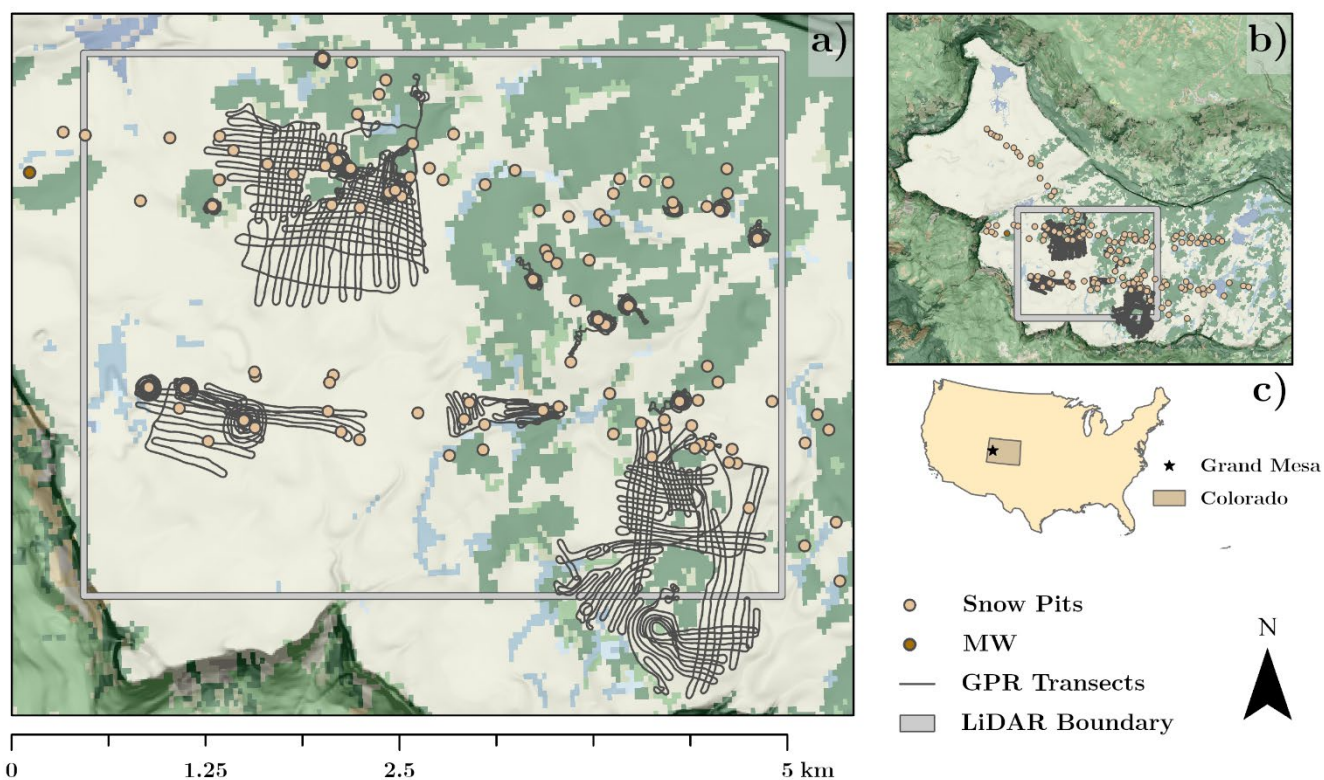 a)
b)
c)
Grand Mesa
Colorado
Snow Pits
MW
GPR Transects
LiDAR Boundary
N
0 1.25 2.5 5 km